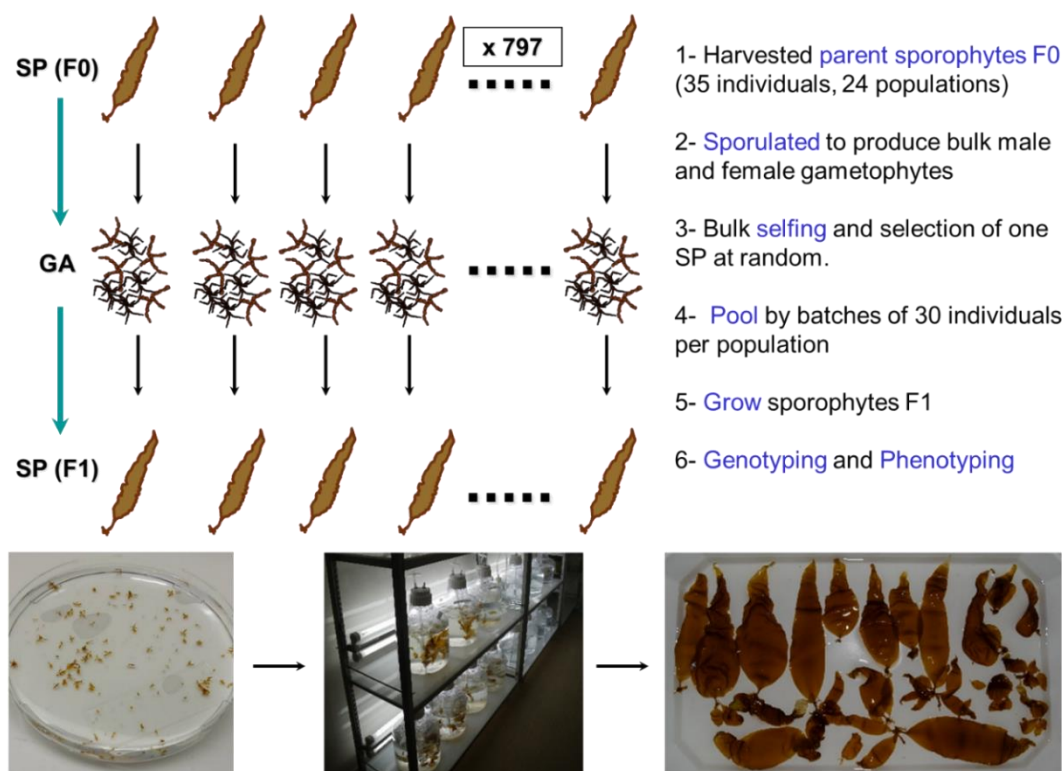 x 797
SP (F0)
GA
SP (F1)
1- Harvested parent sporophytes F0
(35 individuals, 24 populations)
2- Sporulated to produce bulk male
and female gametophytes
3- Bulk selfing and selection of one
SP at random.
4- Pool by batches of 30 individuals
per population
5- Grow sporophytes F1
6- Genotyping and Phenotyping